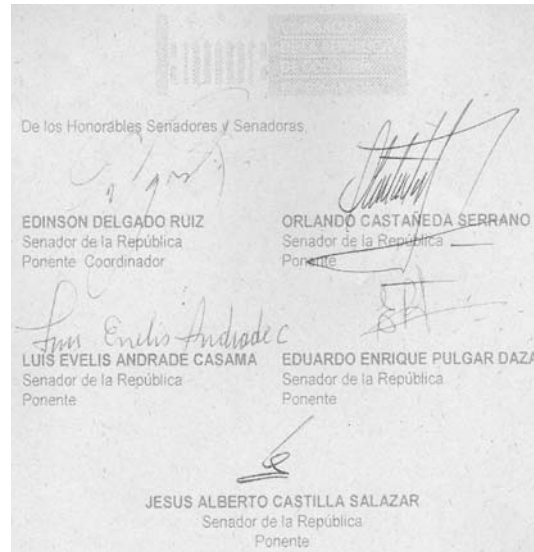 De los Honorables Senadores y Senadoras,
EDINSON DELGADO RUIZ
Senador de la República
Ponente Coordinador
ORLANDO CASTAÑEDA SERRANO
Senador de la República
Ponente
Luis Evelis Andrade C
LUIS EVELIS ANDRADE CASAMA
Senador de la República
Ponente
EDUARDO ENRIQUE PULGAR DAZA
Senador de la República
Ponente
JESUS ALBERTO CASTILLA SALAZAR
Senador de la República
Ponente